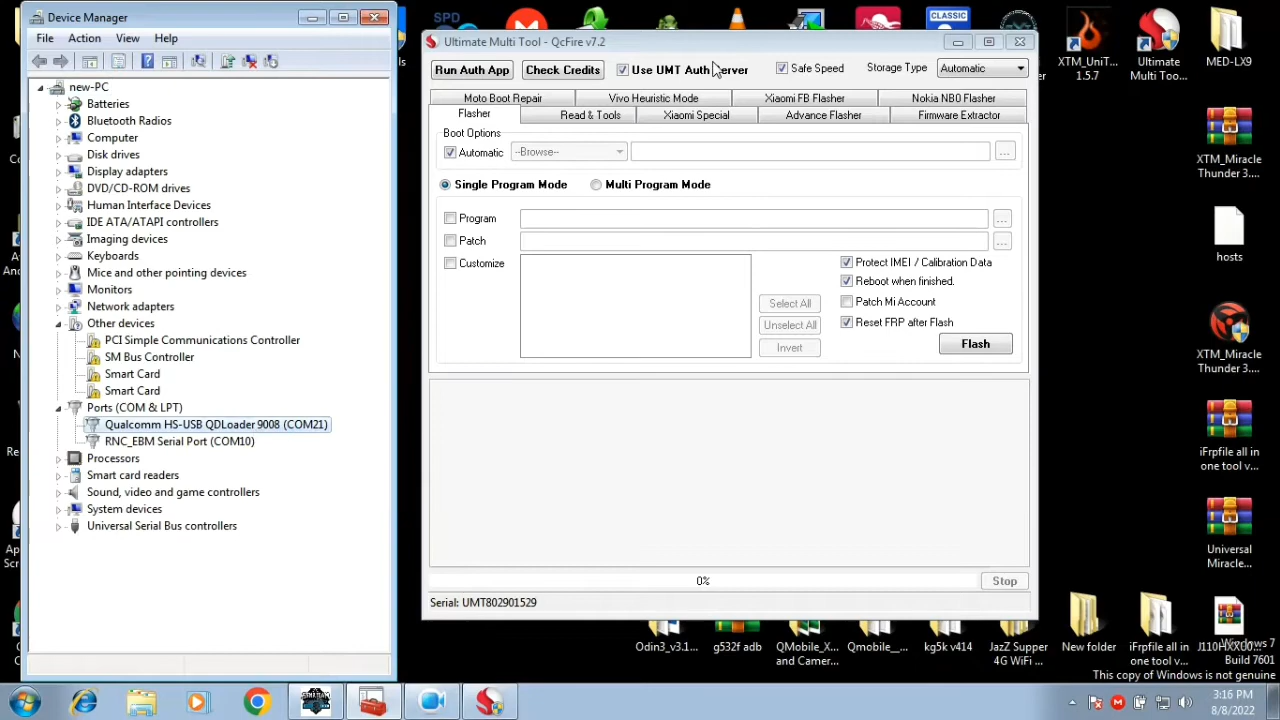 Device Manager
File Action View Help
new-PC
Batteries
Bluetooth Radios
Computer
Disk drives
Display adapters
DVD/CD-ROM drives
Human Interface Devices
IDE ATA/ATAPI controllers
Imaging devices
Keyboards
Mice and other pointing devices
Monitors
Network adapters
Other devices
PCI Simple Communications Controller
SM Bus Controller
Smart Card
Smart Card
Ports (COM & LPT)
Qualcomm HS-USB QDLoader 9008 (COM21)
RNC_EBM Serial Port (COM10)
Processors
Smart card readers
Sound, video and game controllers
System devices
Universal Serial Bus controllers
SPD
CLASSIC
Ultimate Multi Tool - QcFire v7.2
Run Auth App Check Credits Use UMT Auth Server Safe Speed Storage Type Automatic
Moto Boot Repair Vivo Heuristic Mode Xiaomi FB Flasher Nokia NB0 Flasher
Flasher Read & Tools Xiaomi Special Advance Flasher Firmware Extractor
Boot Options
Automatic --Browse-- ...
Single Program Mode Multi Program Mode
Program ...
Patch ...
Customize
Protect IMEI / Calibration Data
Reboot when finished.
Select All
Patch Mi Account
Unselect All
Reset FRP after Flash
Invert
Flash
0%
Stop
Serial: UMT802901529
XTM_UniT...
1.5.7
Ultimate
Multi Too...
MED-LX9
XTM_Miracle
Thunder 3....
hosts
XTM_Miracle
Thunder 3....
iFrpfile all in
one tool v...
Universal
Miracle...
Odin3_v3.1...
g532f adb
QMobile_X...
and Camer...
Qmobile__...
kg5k v414
JazZ Supper
4G WiFi ...
New folder
iFrpfile all in
one tool v...
Windows 7
Build 7601
This copy of Windows is not genuine
3:16 PM
8/8/2022